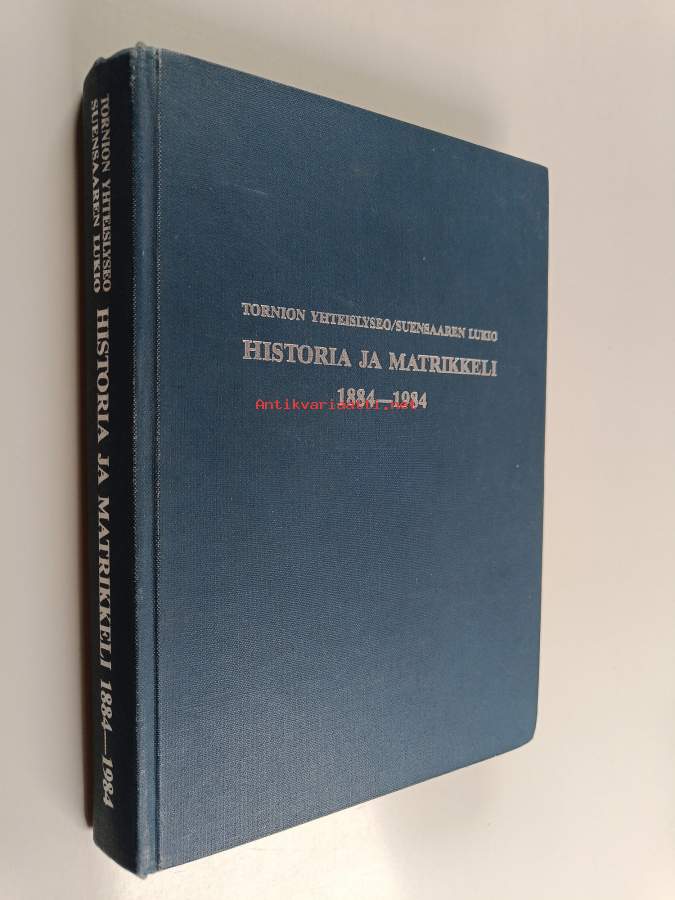 TORNION YHTEISLYSEO
SUENSAAREN LUKIO
HISTORIA JA MATRIKKELI 1884—1984
TORNION YHTEISLYSEO/SUENSAAREN LUKIO
HISTORIA JA MATRIKKELI
1884—1984
Antikvariaatti.net